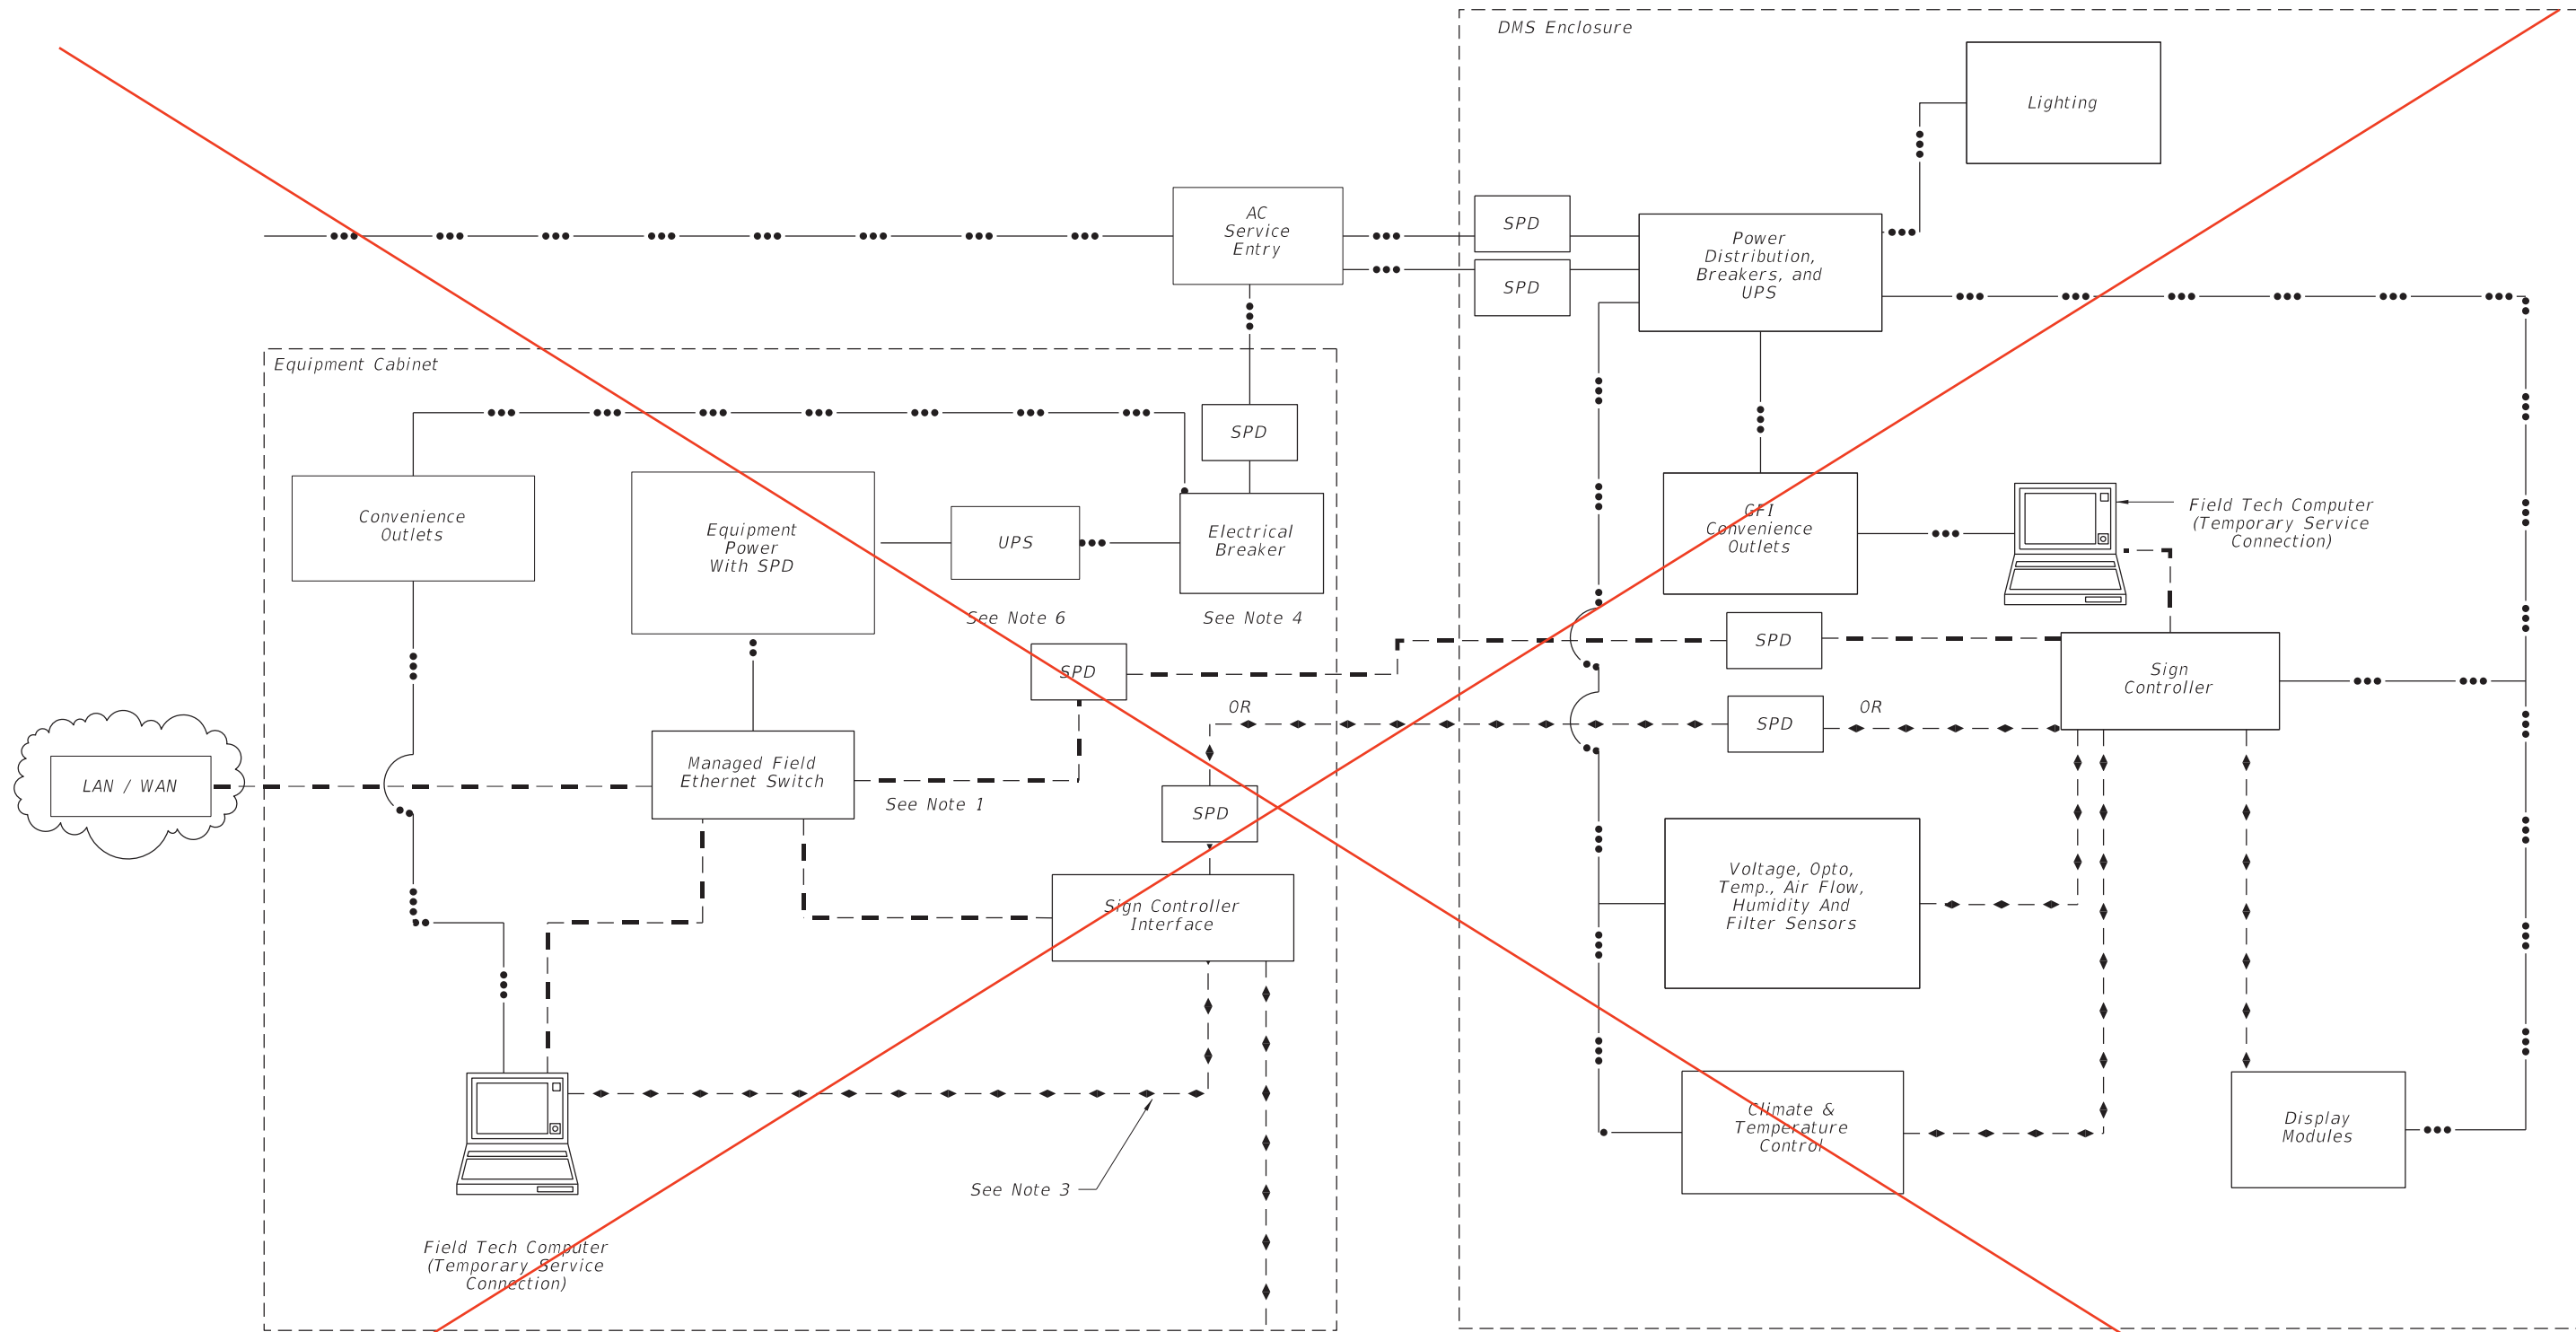 DMS Enclosure
Lighting
AC
Service
Entry
SPD
SPD
Power
Distribution,
Breakers, and
UPS
Equipment Cabinet
SPD
Convenience
Outlets
Equipment
Power
With SPD
UPS
Electrical
Breaker
GFI
Convenience
Outlets
Field Tech Computer
(Temporary Service
Connection)
See Note 6
See Note 4
SPD
SPD
Sign
Controller
OR
SPD
OR
LAN / WAN
Managed Field
Ethernet Switch
See Note 1
SPD
Sign Controller
Interface
Voltage, Opto,
Temp., Air Flow,
Humidity And
Filter Sensors
Climate &
Temperature
Control
Display
Modules
See Note 3
Field Tech Computer
(Temporary Service
Connection)